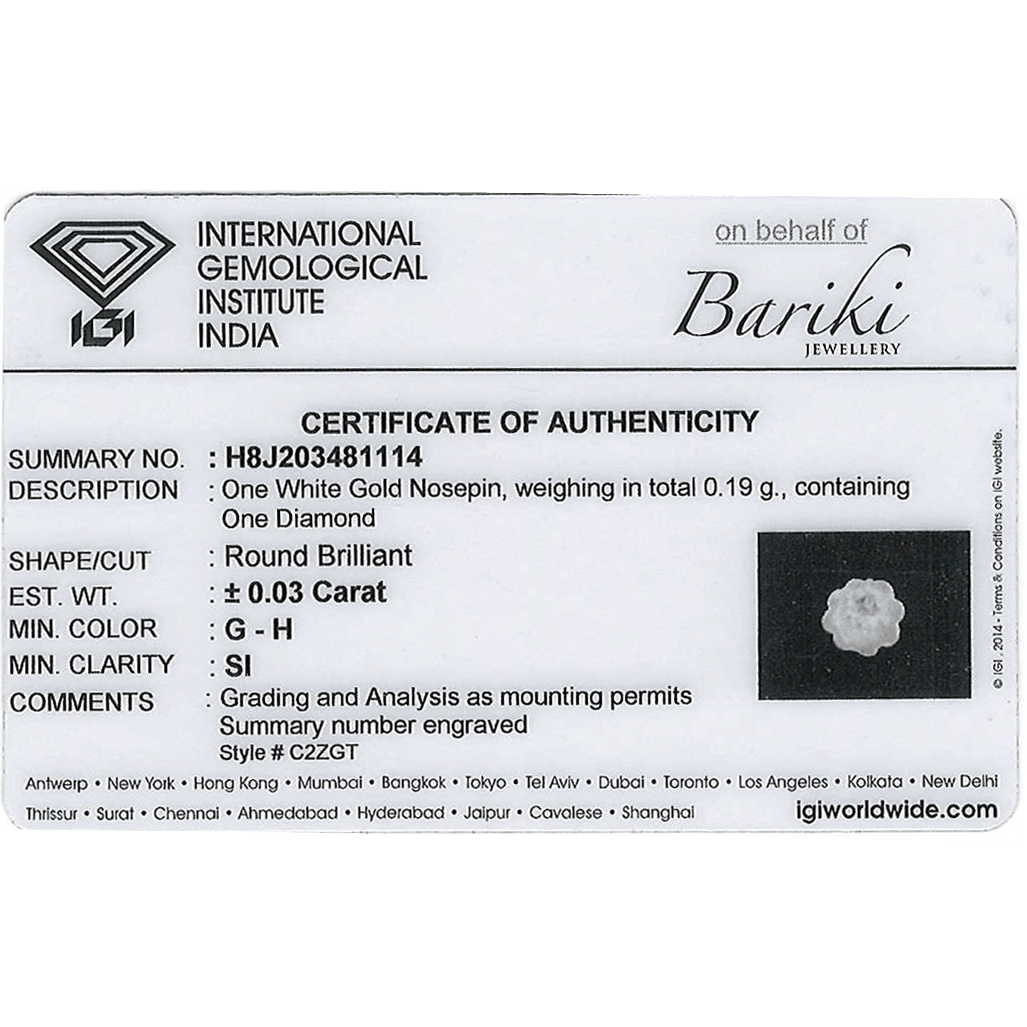 IGI
INTERNATIONAL
GEMOLOGICAL
INSTITUTE
INDIA
on behalf of
Bariki
JEWELLERY
CERTIFICATE OF AUTHENTICITY
SUMMARY NO. : H8J203481114
DESCRIPTION : One White Gold Nosepin, weighing in total 0.19 g., containing
One Diamond
SHAPE/CUT : Round Brilliant
EST. WT. : ± 0.03 Carat
MIN. COLOR : G - H
MIN. CLARITY : SI
COMMENTS : Grading and Analysis as mounting permits
Summary number engraved
Style # C2ZGT
© IGI . 2014 - Terms & Conditions on IGI website.
Antwerp • New York • Hong Kong • Mumbai • Bangkok • Tokyo • Tel Aviv • Dubai • Toronto • Los Angeles • Kolkata • New Delhi
Thrissur • Surat • Chennai • Ahmedabad • Hyderabad • Jaipur • Cavalese • Shanghai
igiworldwide.com